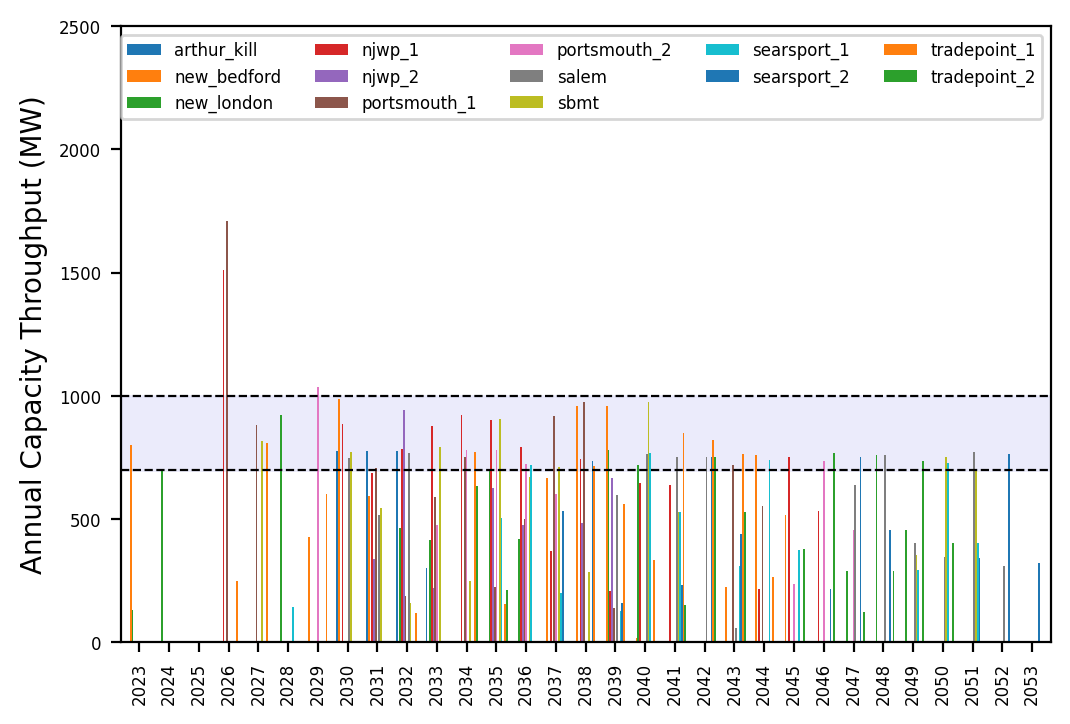 2500
2000
1500
1000
500
0
Annual Capacity Throughput (MW)
arthur_kill
new_bedford
new_london
njwp_1
njwp_2
portsmouth_1
portsmouth_2
salem
sbmt
searsport_1
searsport_2
tradepoint_1
tradepoint_2
2023
2024
2025
2026
2027
2028
2029
2030
2031
2032
2033
2034
2035
2036
2037
2038
2039
2040
2041
2042
2043
2044
2045
2046
2047
2048
2049
2050
2051
2052
2053